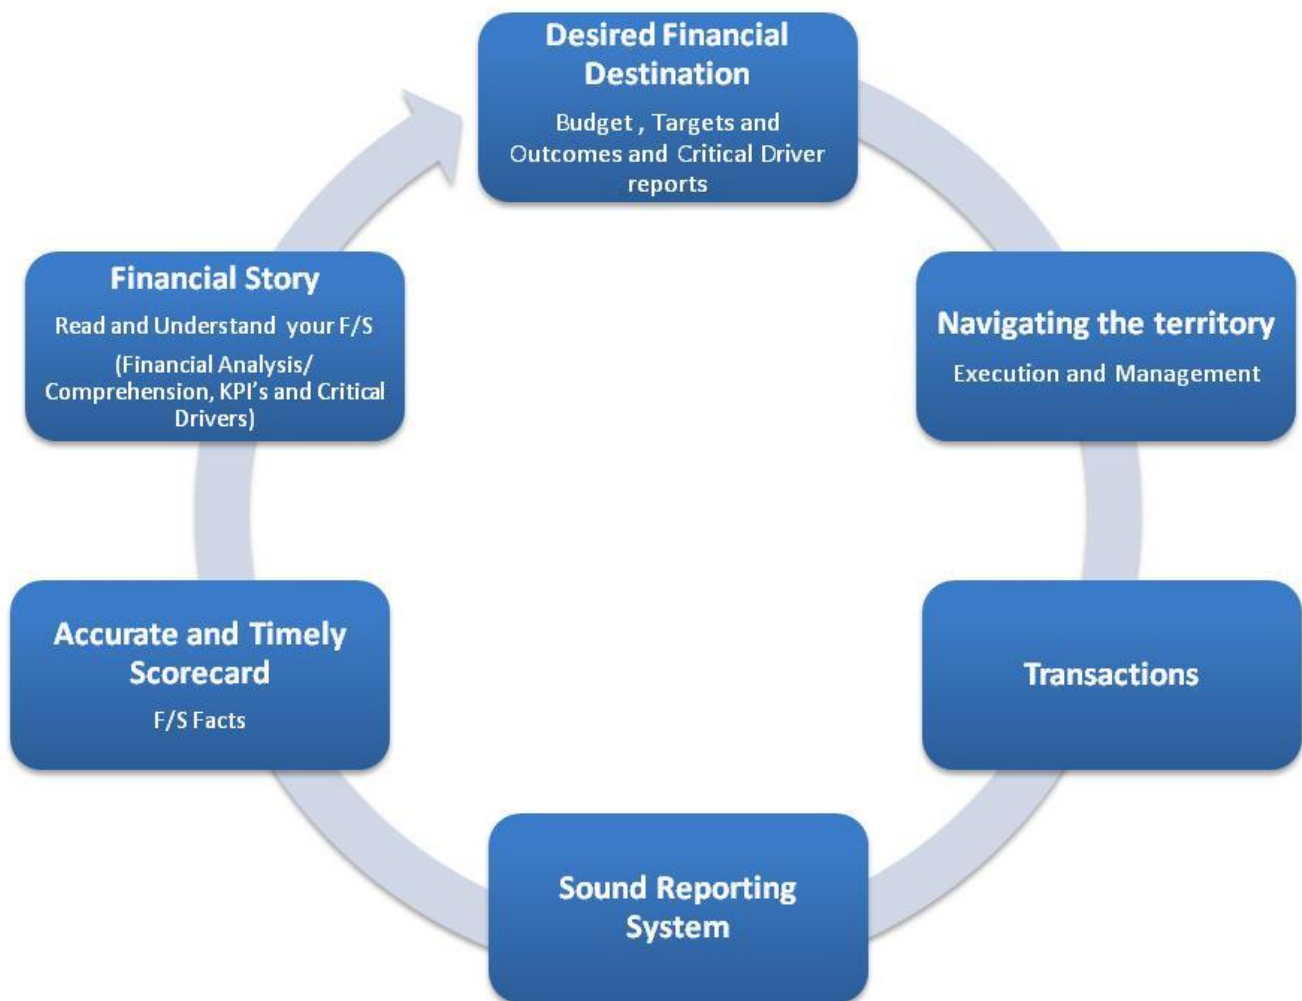 Desired Financial
Destination
Budget , Targets and
Outcomes and Critical Driver
reports
Navigating the territory
Execution and Management
Transactions
Sound Reporting
System
Accurate and Timely
Scorecard
F/S Facts
Financial Story
Read and Understand your F/S
(Financial Analysis/
Comprehension, KPI's and Critical
Drivers)